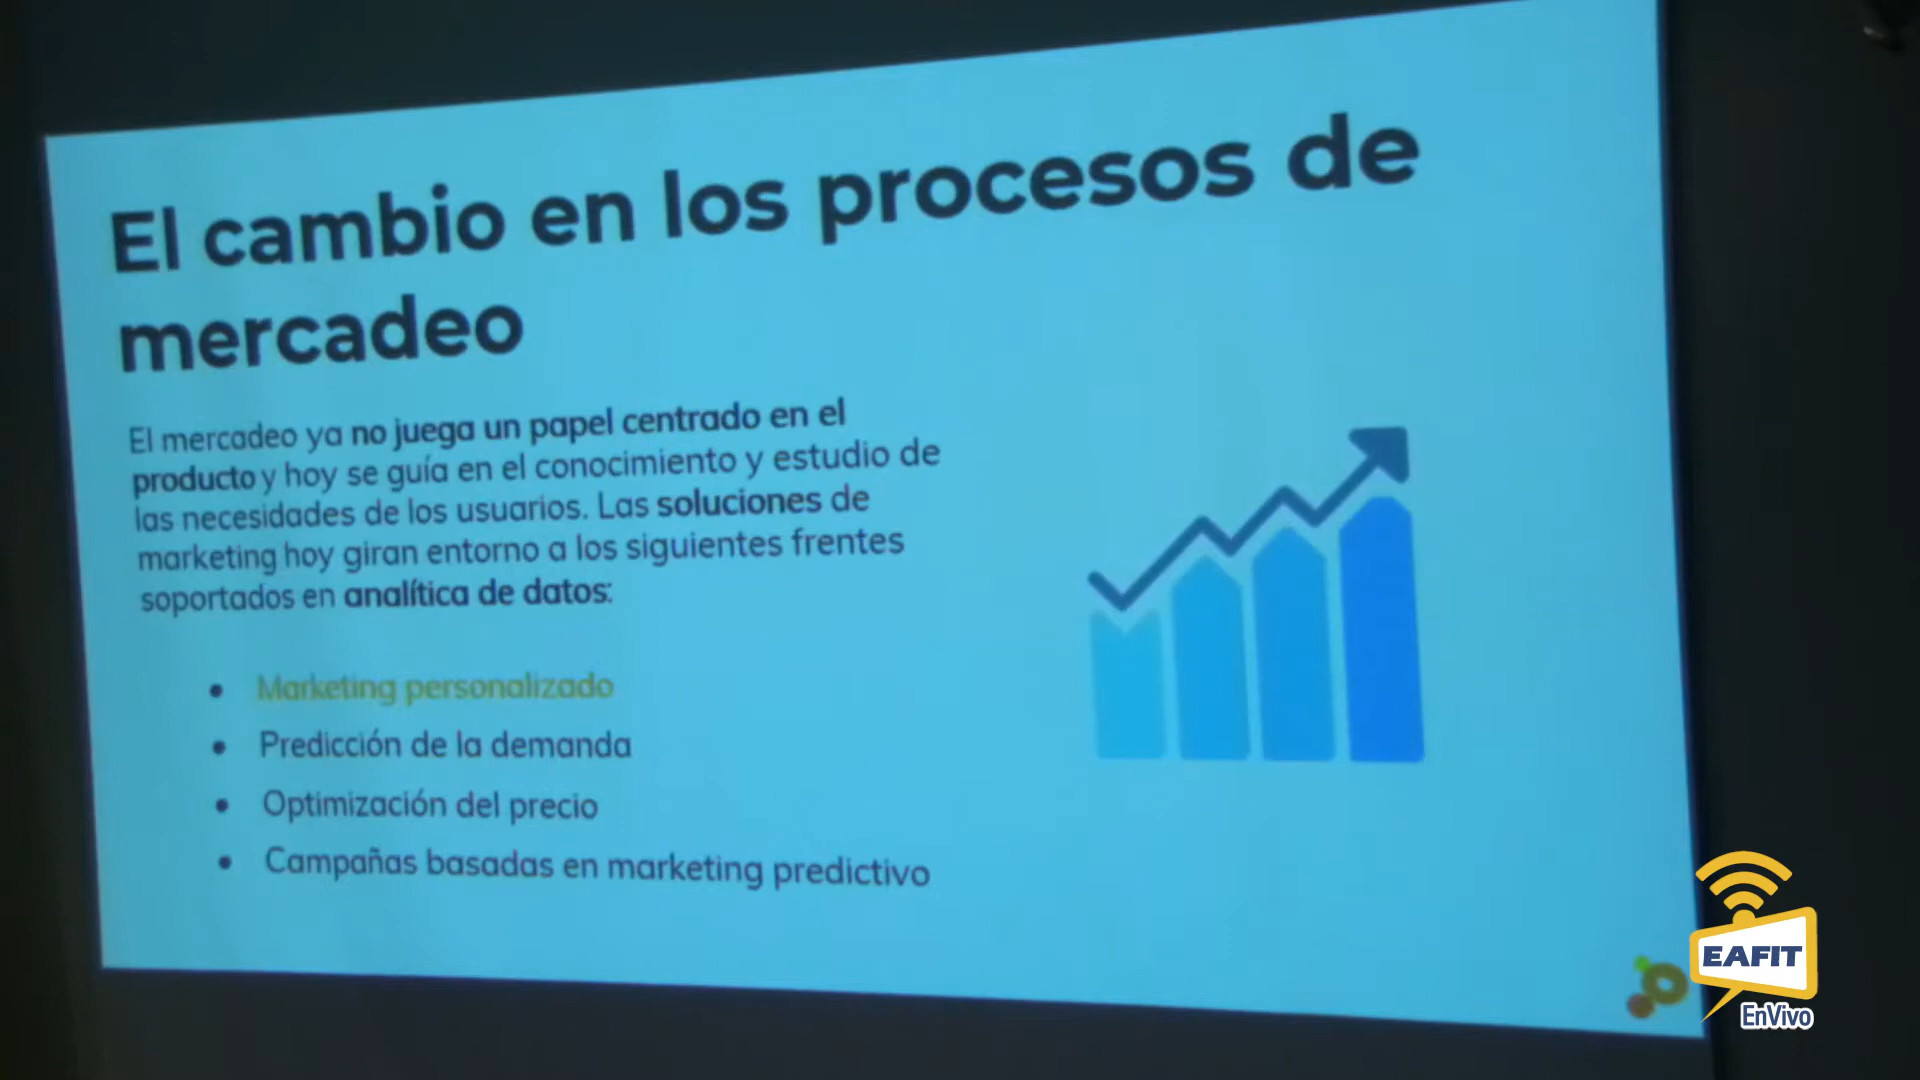 El cambio en los procesos de
mercadeo
El mercadeo ya no juega un papel centrado en el
producto y hoy se guía en el conocimiento y estudio de
las necesidades de los usuarios. Las soluciones de
marketing hoy giran entorno a los siguientes frentes
soportados en analítica de datos:
• Marketing personalizado
• Predicción de la demanda
• Optimización del precio
• Campañas basadas en marketing predictivo
EAFIT
EnVivo